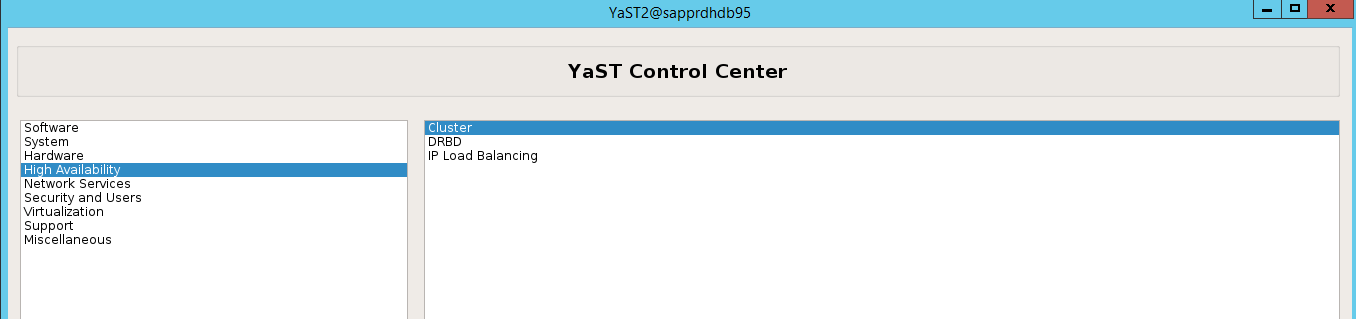 YaST2@sapprdhdb95
X
YaST Control Center
Software
System
Hardware
High Availability
Network Services
Security and Users
Virtualization
Support
Miscellaneous
Cluster
DRBD
IP Load Balancing